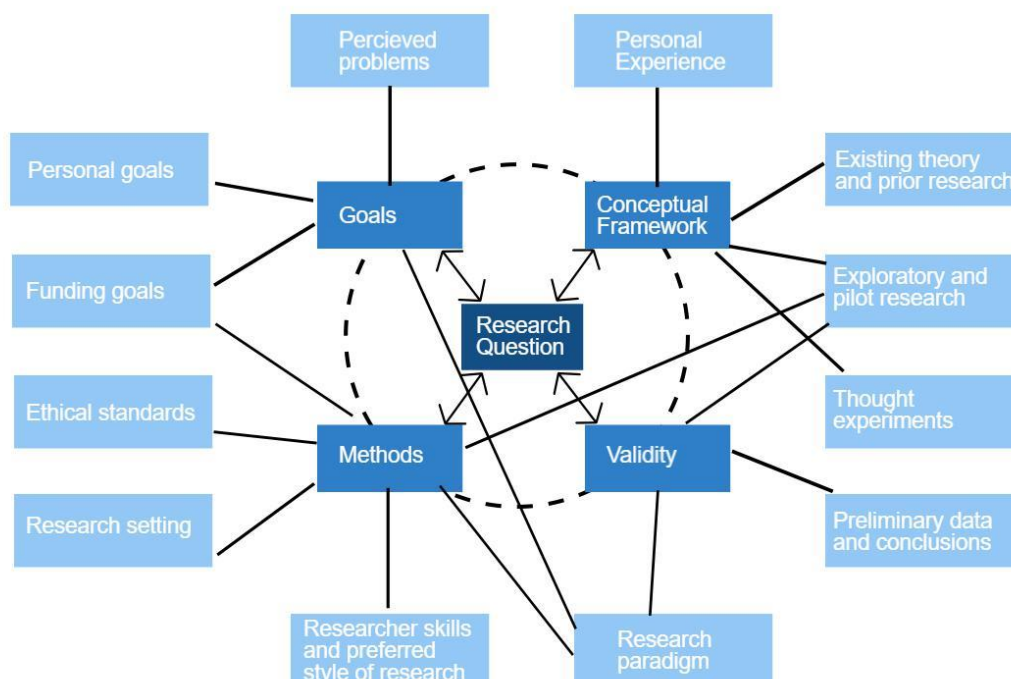 Percieved
problems
Personal
Experience
Personal goals
Existing theory
and prior research
Goals
Conceptual
Framework
Funding goals
Exploratory and
pilot research
Research
Question
Ethical standards
Thought
experiments
Methods
Validity
Research setting
Preliminary data
and conclusions
Researcher skills
and preferred
style of research
Research
paradigm